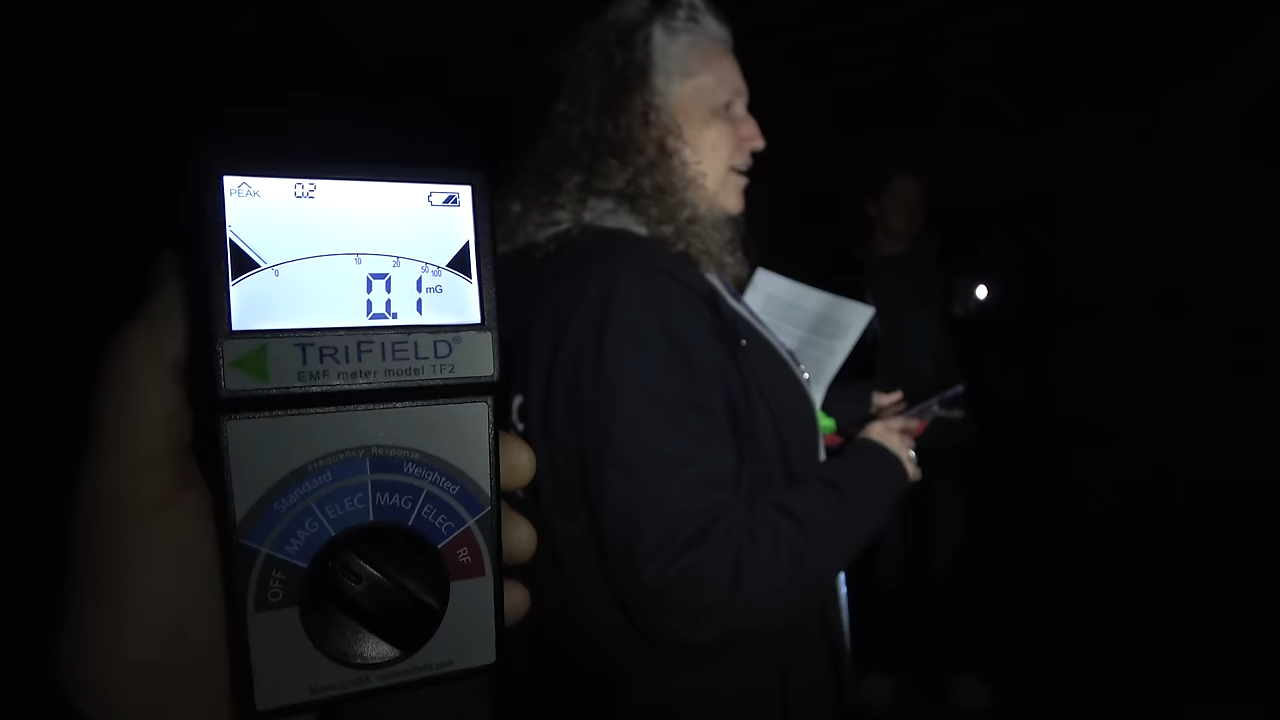 PEAK 0.2
0 10 20 50 100
0.1 mG
TRIFIELD®
EMF meter model TF2
Frequency Response
Standard Weighted
MAG ELEC MAG ELEC
OFF RF